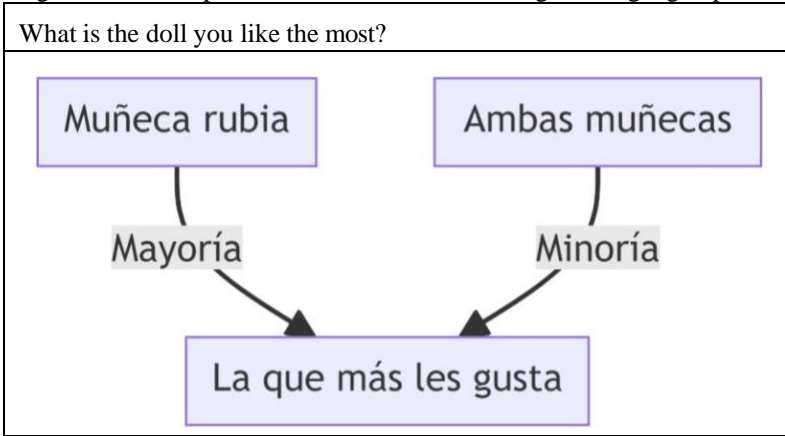 What is the doll you like the most?
Muñeca rubia
Ambas muñecas
Mayoría
Minoría
La que más les gusta